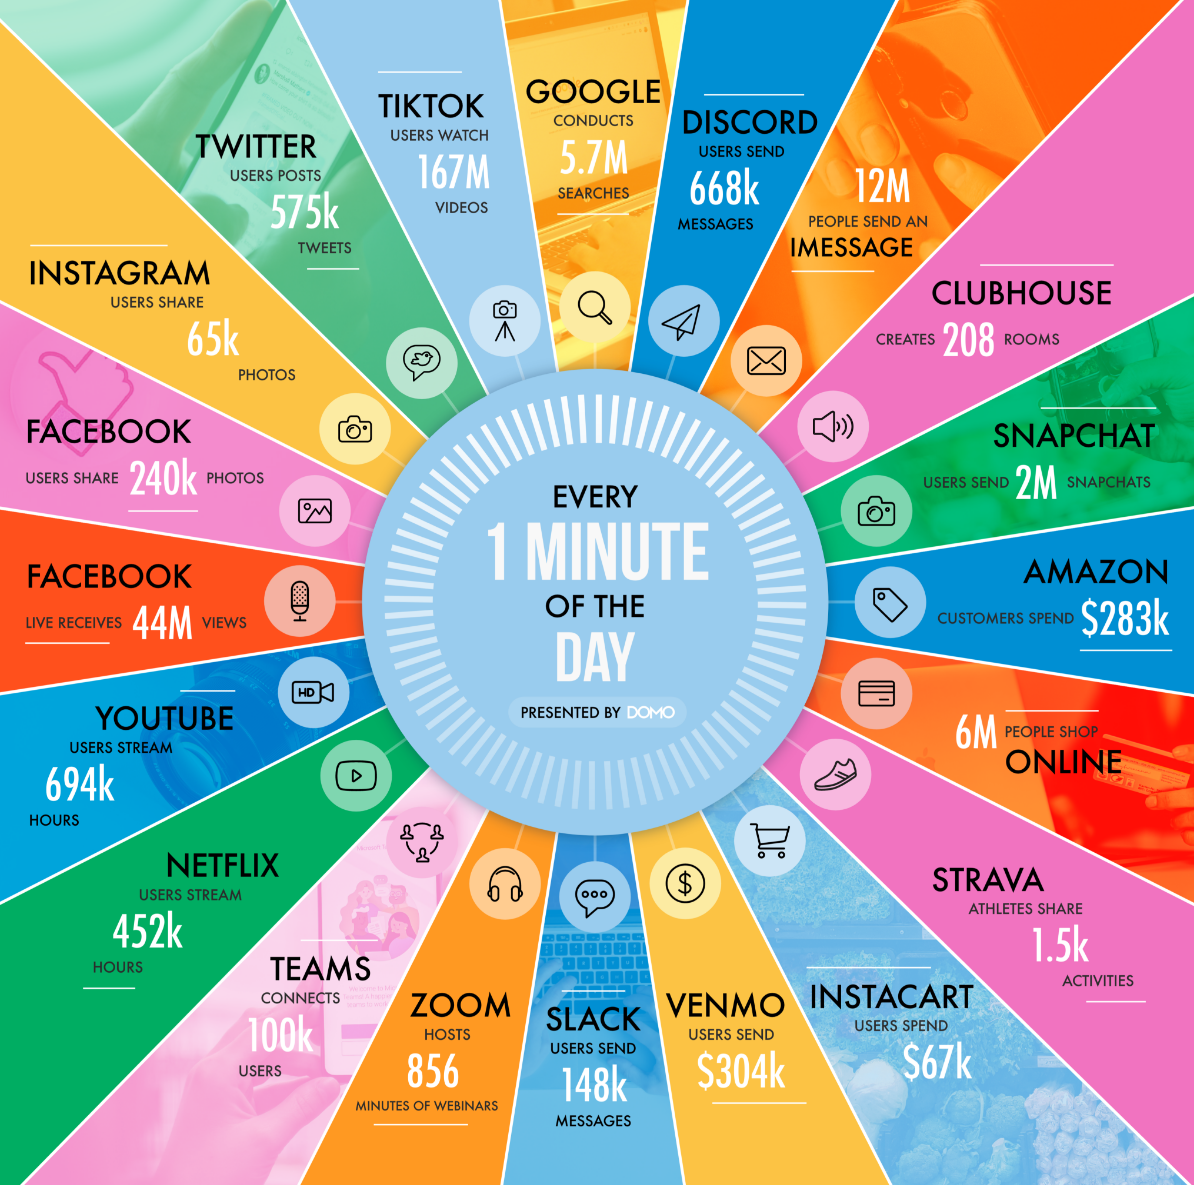 EVERY
1 MINUTE
OF THE
DAY
PRESENTED BY DOMO
GOOGLE
CONDUCTS
5.7M
SEARCHES
DISCORD
USERS SEND
668k
MESSAGES
12M
PEOPLE SEND AN
IMESSAGE
CLUBHOUSE
CREATES 208 ROOMS
SNAPCHAT
USERS SEND 2M SNAPCHATS
AMAZON
CUSTOMERS SPEND $283k
6M PEOPLE SHOP
ONLINE
STRAVA
ATHLETES SHARE
1.5k
ACTIVITIES
INSTACART
USERS SPEND
$67k
VENMO
USERS SEND
$304k
SLACK
USERS SEND
148k
MESSAGES
ZOOM
HOSTS
856
MINUTES OF WEBINARS
TEAMS
CONNECTS
100k
USERS
NETFLIX
USERS STREAM
452k
HOURS
YOUTUBE
USERS STREAM
694k
HOURS
HD
FACEBOOK
LIVE RECEIVES 44M VIEWS
FACEBOOK
USERS SHARE 240k PHOTOS
INSTAGRAM
USERS SHARE
65k
PHOTOS
TWITTER
USERS POSTS
575k
TWEETS
TIKTOK
USERS WATCH
167M
VIDEOS